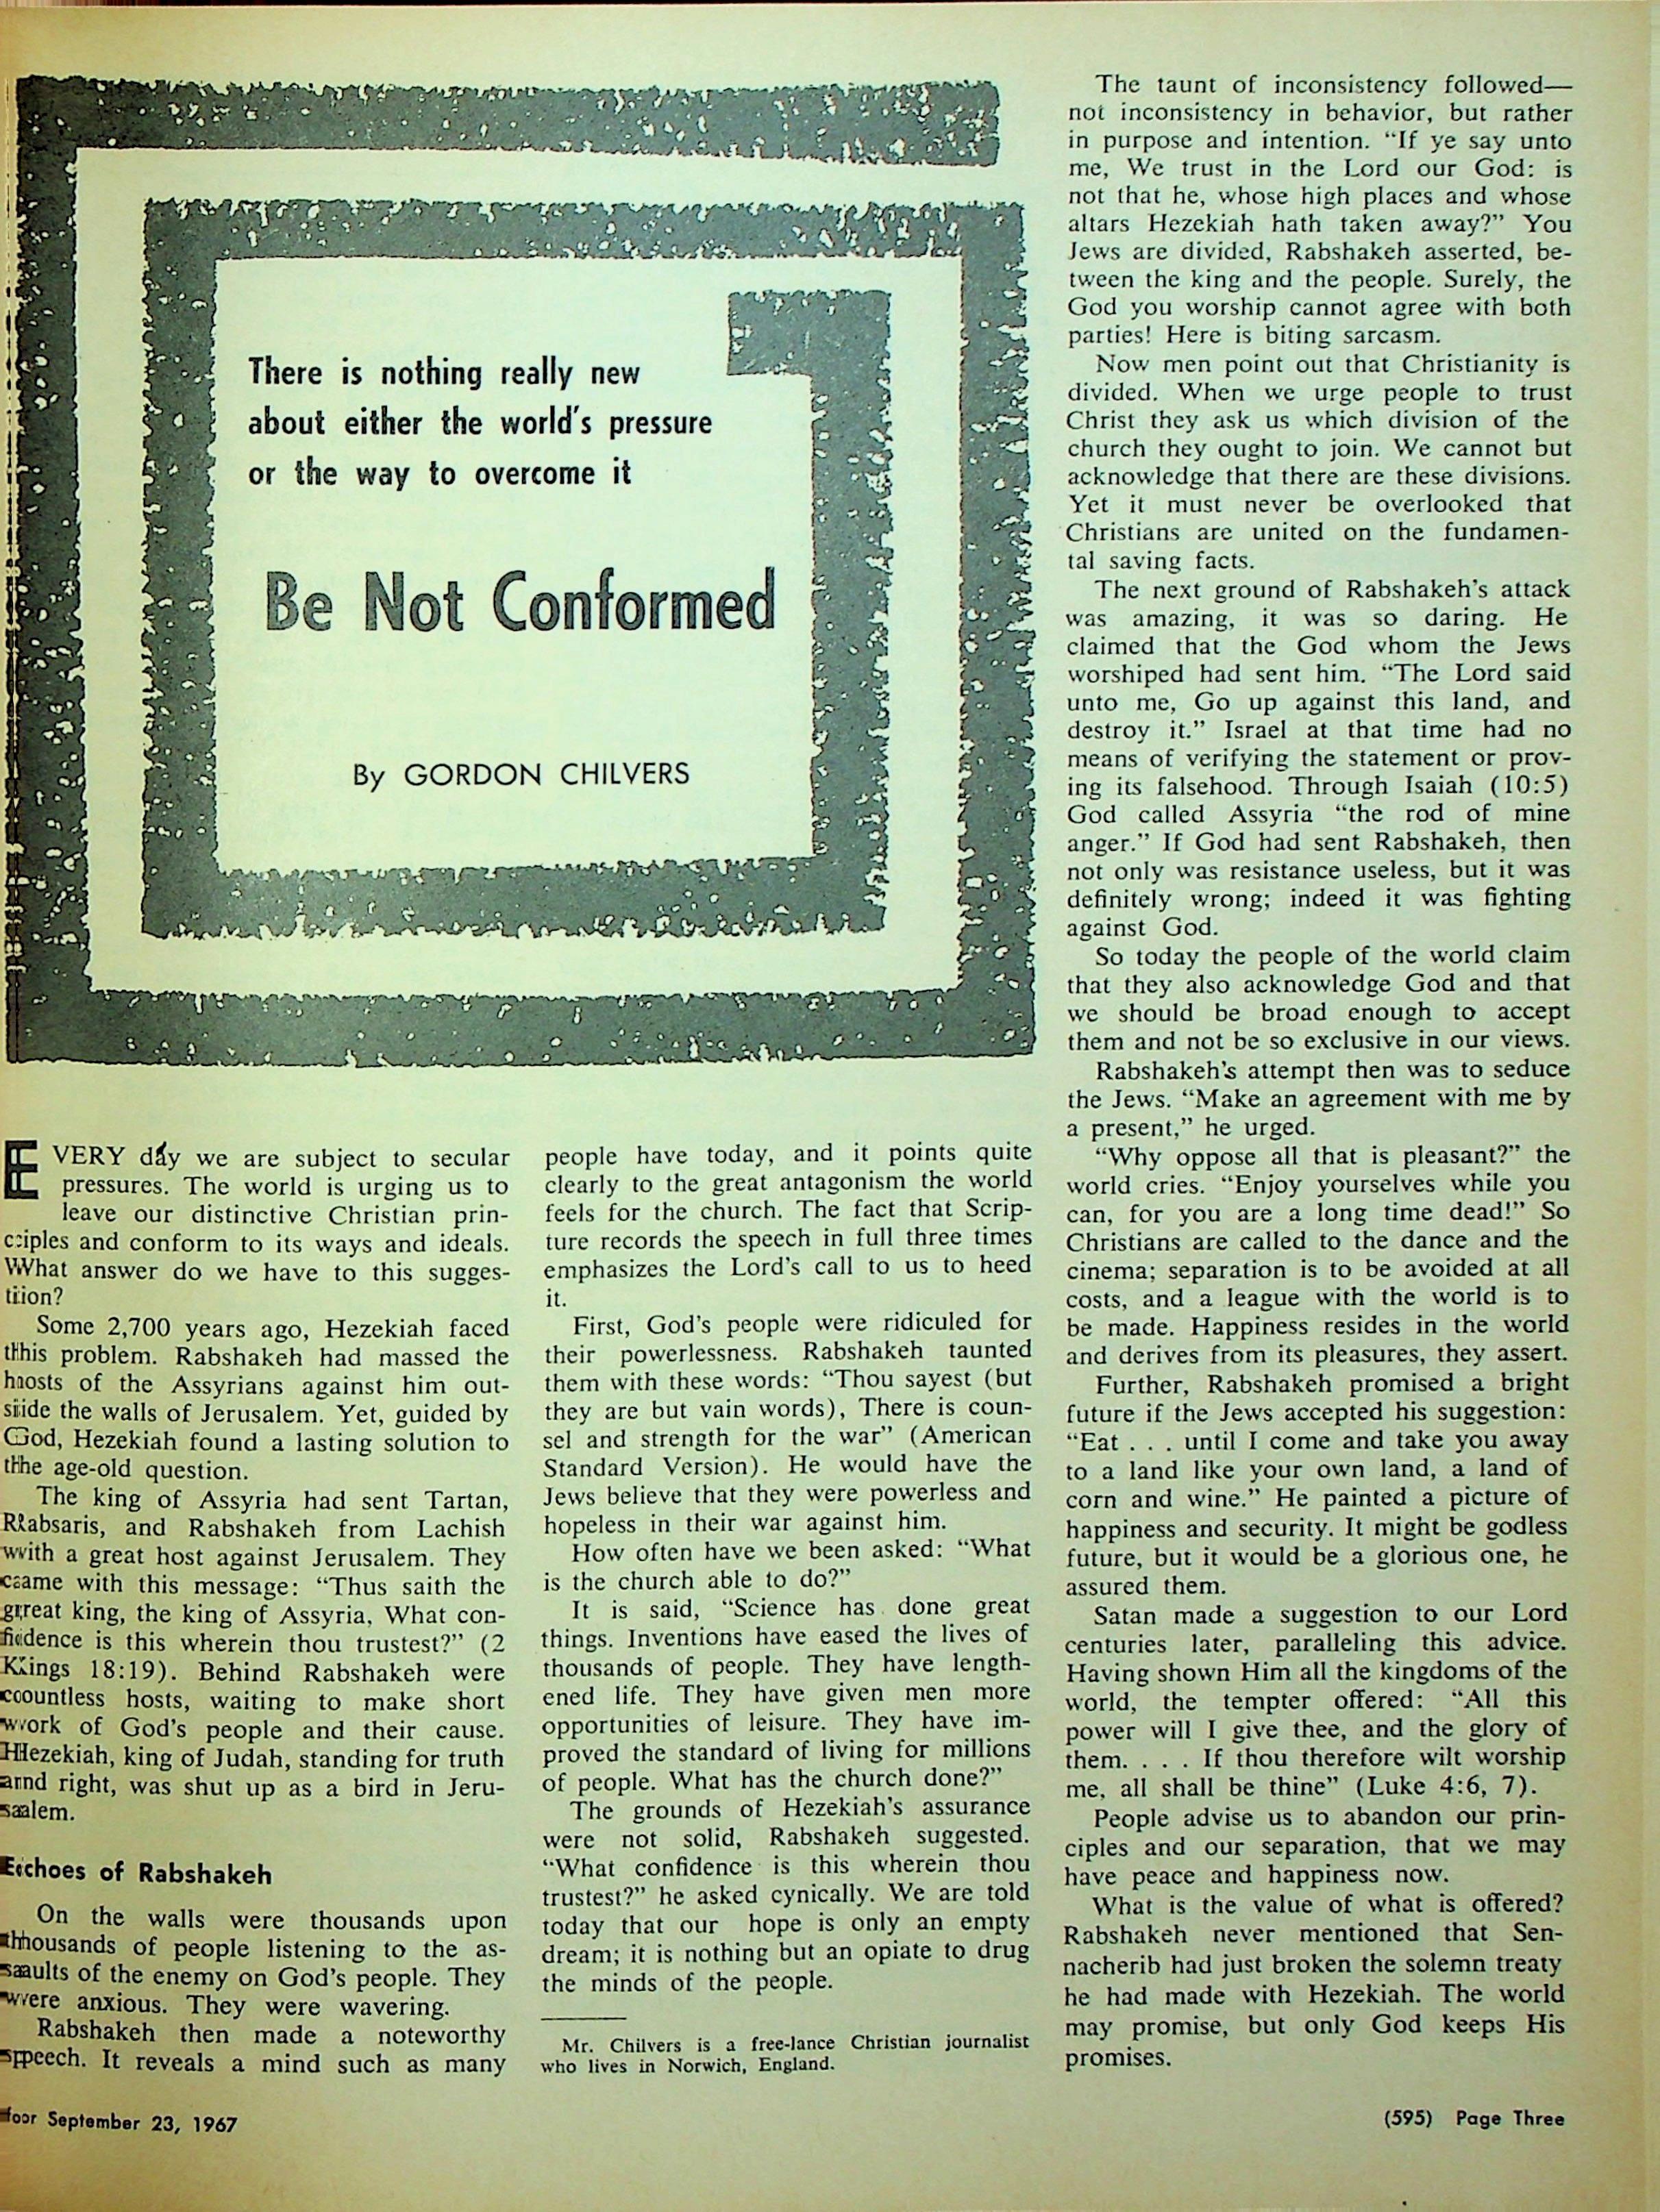 There is nothing really new
about either the world's pressure
or the way to overcome it
Be Not Conformed
By GORDON CHILVERS
EVERY day we are subject to secular
pressures. The world is urging us to
leave our distinctive Christian prin-
ciples and conform to its ways and ideals.
What answer do we have to this sugges-
tion?
Some 2,700 years ago, Hezekiah faced
this problem. Rabshakeh had massed the
hosts of the Assyrians against him out-
side the walls of Jerusalem. Yet, guided by
God, Hezekiah found a lasting solution to
the age-old question.
The king of Assyria had sent Tartan,
Rabsaris, and Rabshakeh from Lachish
with a great host against Jerusalem. They
came with this message: “Thus saith the
great king, the king of Assyria, What con-
fidence is this wherein thou trustest?” (2
Kings 18:19). Behind Rabshakeh were
countless hosts, waiting to make short
work of God's people and their cause.
Hezekiah, king of Judah, standing for truth
and right, was shut up as a bird in Jeru-
salem.
Echoes of Rabshakeh
On the walls were thousands upon
thousands of people listening to the as-
saults of the enemy on God's people. They
were anxious. They were wavering.
Rabshakeh then made a noteworthy
speech. It reveals a mind such as many
people have today, and it points quite
clearly to the great antagonism the world
feels for the church. The fact that Scrip-
ture records the speech in full three times
emphasizes the Lord's call to us to heed
it.
First, God's people were ridiculed for
their powerlessness. Rabshakeh taunted
them with these words: “Thou sayest (but
they are but vain words), There is coun-
sel and strength for the war” (American
Standard Version). He would have the
Jews believe that they were powerless and
hopeless in their war against him.
How often have we been asked: “What
is the church able to do?”
It is said, “Science has done great
things. Inventions have eased the lives of
thousands of people. They have length-
ened life. They have given men more
opportunities of leisure. They have im-
proved the standard of living for millions
of people. What has the church done?”
The grounds of Hezekiah's assurance
were not solid, Rabshakeh suggested.
“What confidence is this wherein thou
trustest?” he asked cynically. We are told
today that our hope is only an empty
dream; it is nothing but an opiate to drug
the minds of the people.
Mr. Chilvers is a free-lance Christian journalist
who lives in Norwich, England.
The taunt of inconsistency followed—
not inconsistency in behavior, but rather
in purpose and intention. “If ye say unto
me, We trust in the Lord our God: is
not that he, whose high places and whose
altars Hezekiah hath taken away?” You
Jews are divided, Rabshakeh asserted, be-
tween the king and the people. Surely, the
God you worship cannot agree with both
parties! Here is biting sarcasm.
Now men point out that Christianity is
divided. When we urge people to trust
Christ they ask us which division of the
church they ought to join. We cannot but
acknowledge that there are these divisions.
Yet it must never be overlooked that
Christians are united on the fundamen-
tal saving facts.
The next ground of Rabshakeh's attack
was amazing, it was so daring. He
claimed that the God whom the Jews
worshiped had sent him. “The Lord said
unto me, Go up against this land, and
destroy it.” Israel at that time had no
means of verifying the statement or prov-
ing its falsehood. Through Isaiah (10:5)
God called Assyria “the rod of mine
anger.” If God had sent Rabshakeh, then
not only was resistance useless, but it was
definitely wrong; indeed it was fighting
against God.
So today the people of the world claim
that they also acknowledge God and that
we should be broad enough to accept
them and not be so exclusive in our views.
Rabshakeh's attempt then was to seduce
the Jews. “Make an agreement with me by
a present,” he urged.
“Why oppose all that is pleasant?” the
world cries. “Enjoy yourselves while you
can, for you are a long time dead!” So
Christians are called to the dance and the
cinema; separation is to be avoided at all
costs, and a league with the world is to
be made. Happiness resides in the world
and derives from its pleasures, they assert.
Further, Rabshakeh promised a bright
future if the Jews accepted his suggestion:
“Eat . . . until I come and take you away
to a land like your own land, a land of
corn and wine.” He painted a picture of
happiness and security. It might be godless
future, but it would be a glorious one, he
assured them.
Satan made a suggestion to our Lord
centuries later, paralleling this advice.
Having shown Him all the kingdoms of the
world, the tempter offered: “All this
power will I give thee, and the glory of
them. . . . If thou therefore wilt worship
me, all shall be thine” (Luke 4:6, 7).
People advise us to abandon our prin-
ciples and our separation, that we may
have peace and happiness now.
What is the value of what is offered?
Rabshakeh never mentioned that Sen-
nacherib had just broken the solemn treaty
he had made with Hezekiah. The world
may promise, but only God keeps His
promises.
for September 23, 1967
(595) Page Three